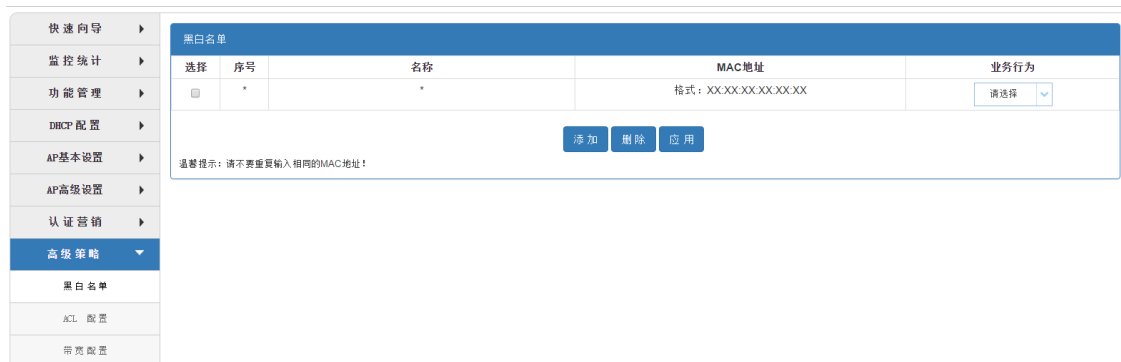 快速向导
监控统计
功能管理
DHCP配置
AP基本设置
AP高级设置
认证营销
高级策略
黑白名单
ACL 配置
带宽配置
黑白名单
选择 序号 名称 MAC地址 业务行为
* * 格式：XX:XX:XX:XX:XX:XX 请选择
添加 删除 应用
温馨提示：请不要重复输入相同的MAC地址！